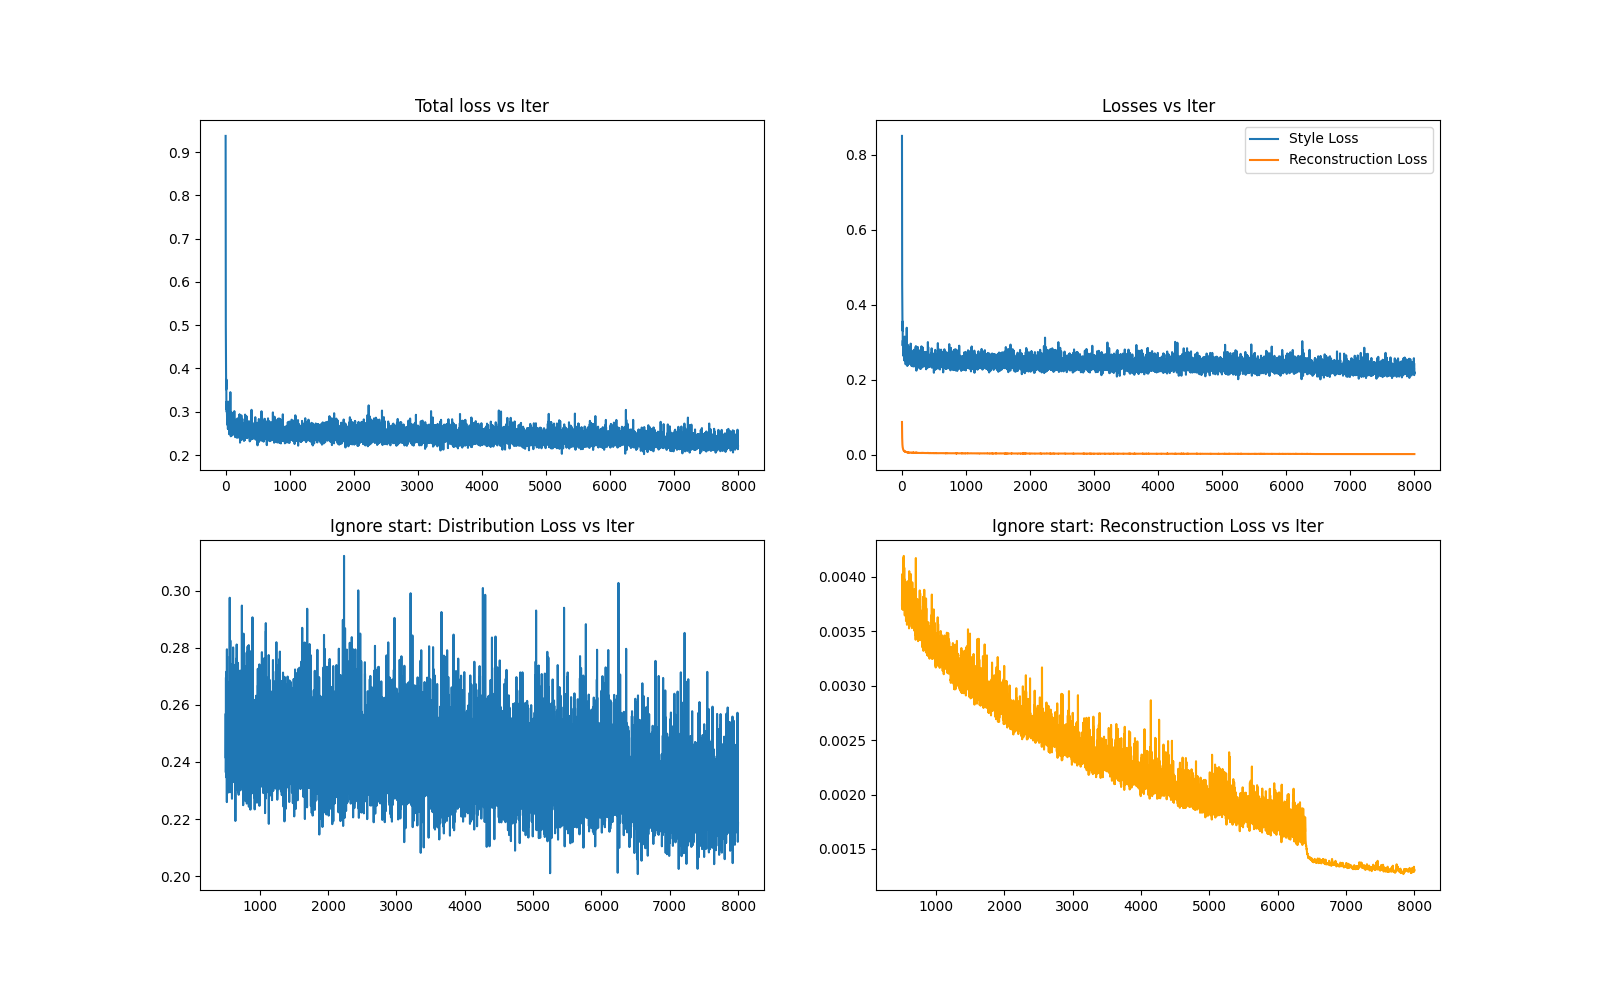 Total loss vs Iter
0.9
0.8
0.7
0.6
0.5
0.4
0.3
0.2
0 1000 2000 3000 4000 5000 6000 7000 8000
Losses vs Iter
Style Loss
Reconstruction Loss
0.8
0.6
0.4
0.2
0.0
0 1000 2000 3000 4000 5000 6000 7000 8000
Ignore start: Distribution Loss vs Iter
0.30
0.28
0.26
0.24
0.22
0.20
1000 2000 3000 4000 5000 6000 7000 8000
Ignore start: Reconstruction Loss vs Iter
0.0040
0.0035
0.0030
0.0025
0.0020
0.0015
1000 2000 3000 4000 5000 6000 7000 8000